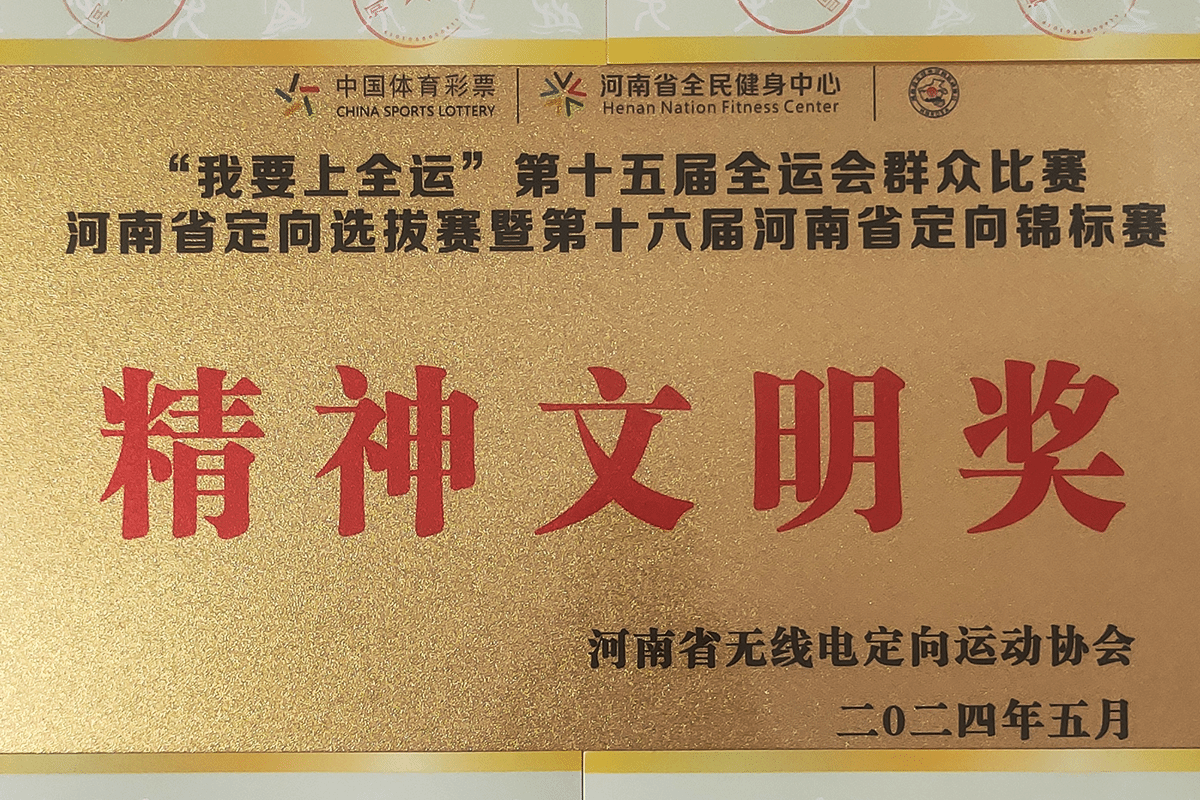 中国体育彩票
CHINA SPORTS LOTTERY
河南省全民健身中心
Henan Nation Fitness Center
“我要上全运”第十五届全运会群众比赛
河南省定向选拔赛暨第十六届河南省定向锦标赛
精神文明奖
河南省无线电定向运动协会
二0二四年五月